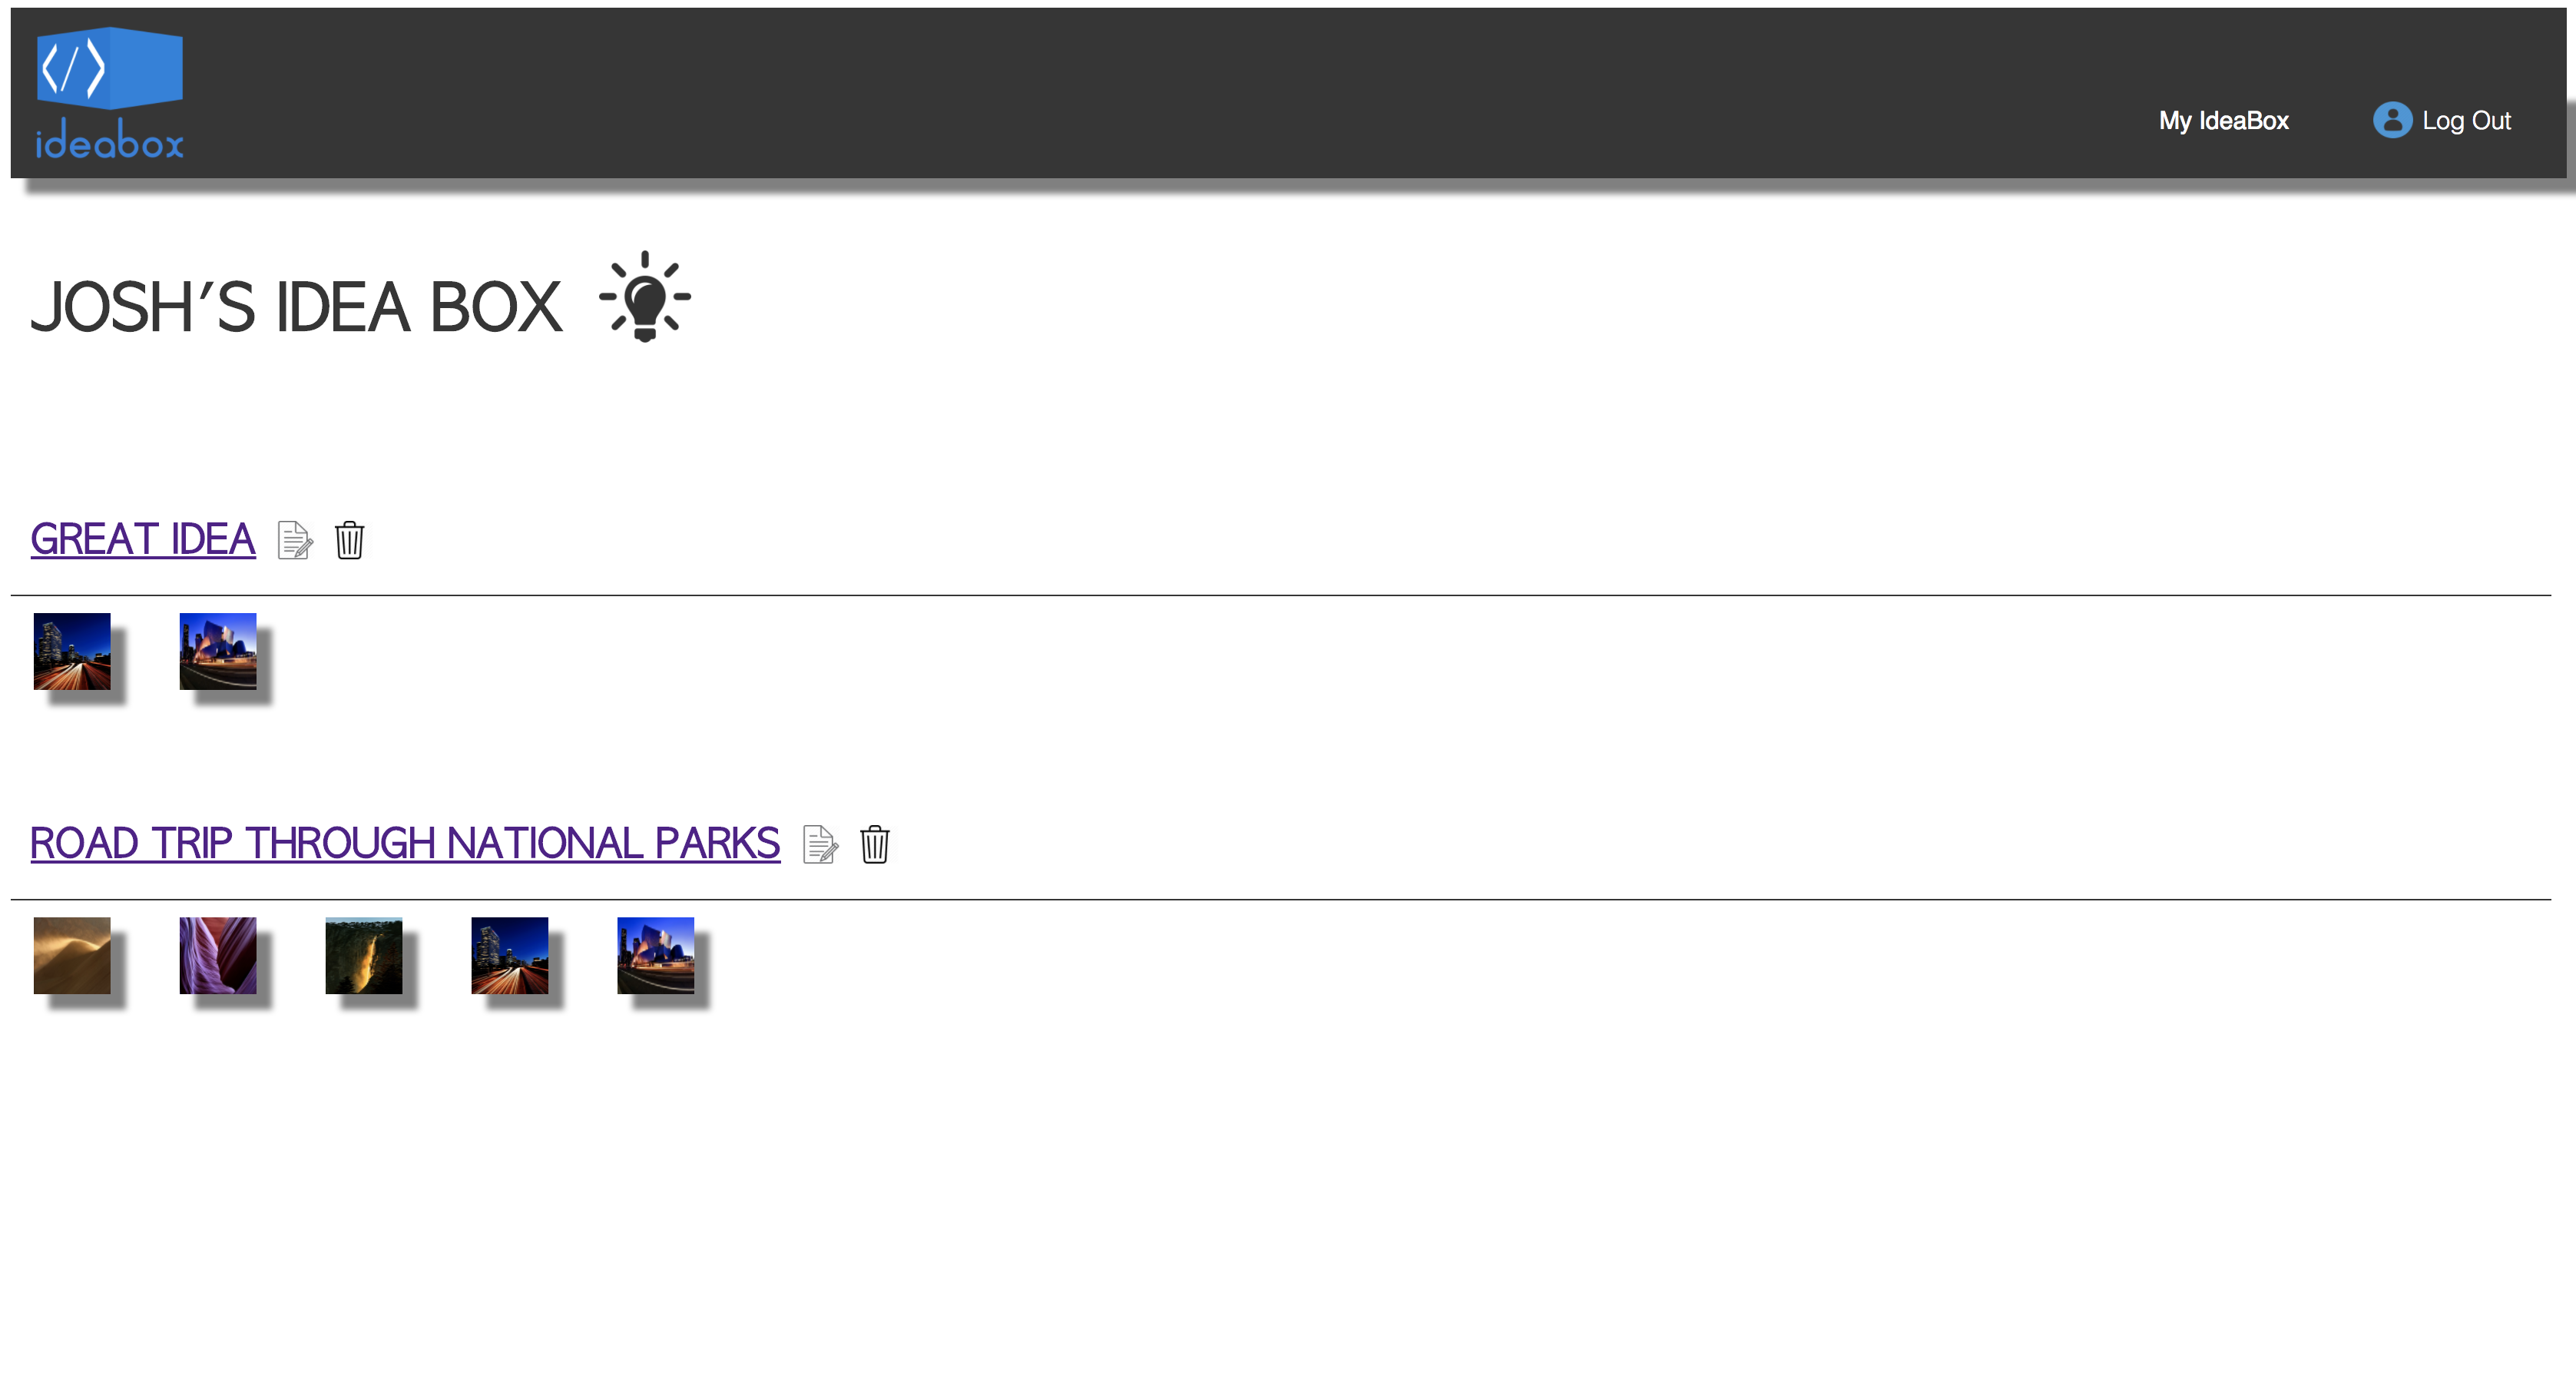 </>
ideabox
My IdeaBox
Log Out
JOSH'S IDEA BOX
GREAT IDEA
ROAD TRIP THROUGH NATIONAL PARKS